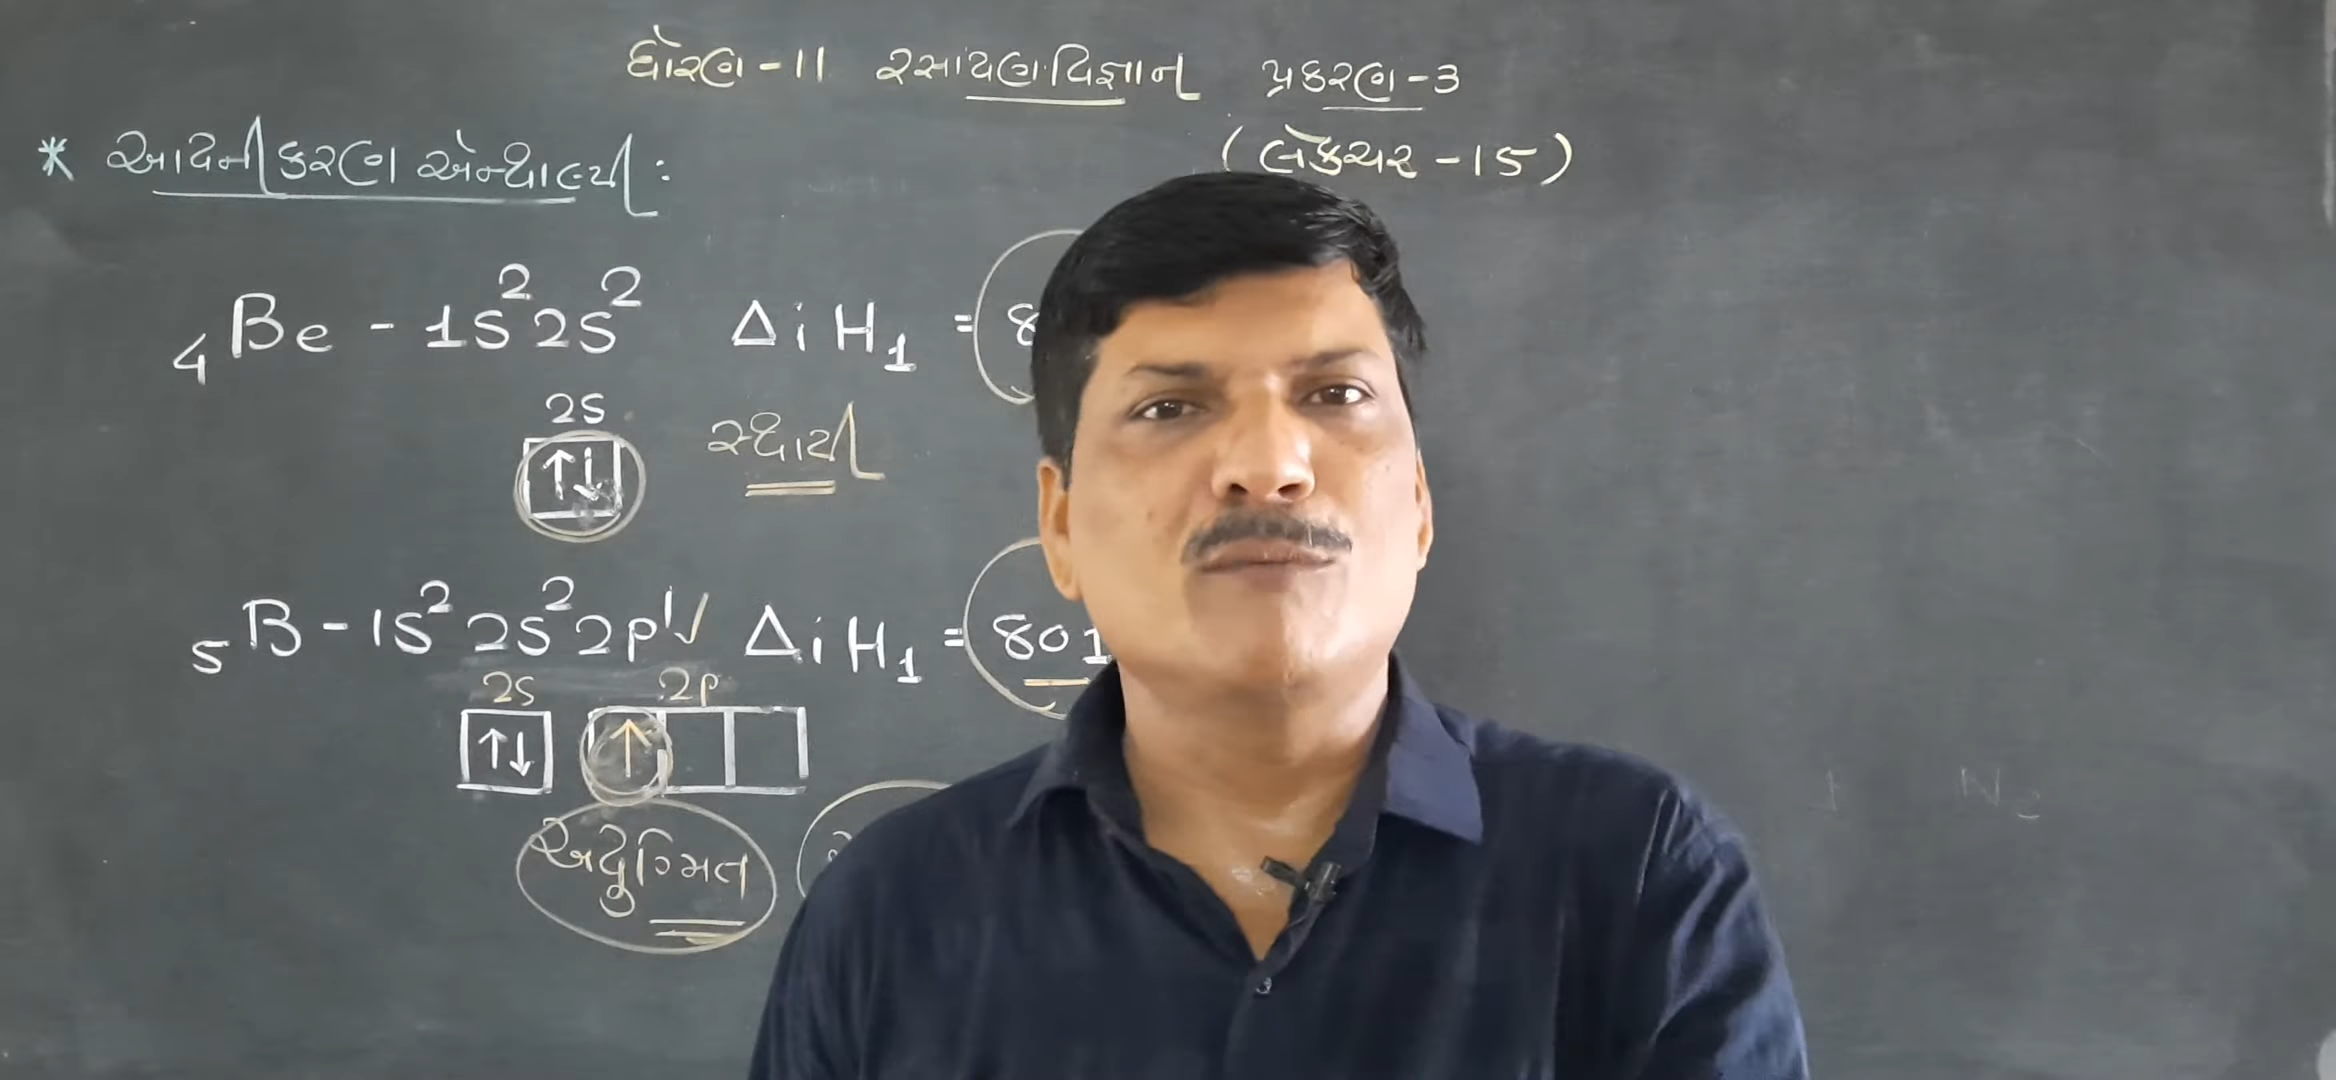 ધોરણ-11 રસાયણવિજ્ઞાન પ્રકરણ-3
(લેક્ચર-15)
* આયનીકરણ એન્થાલ્પી :
₄Be - 1s² 2s² ΔiH₁ = 8
2s
↑↓ સ્થાયી
₅B - 1s² 2s² 2p¹ ✓ ΔiH₁ = 801
2s 2p
↑↓ ↑
અયુગ્મિત